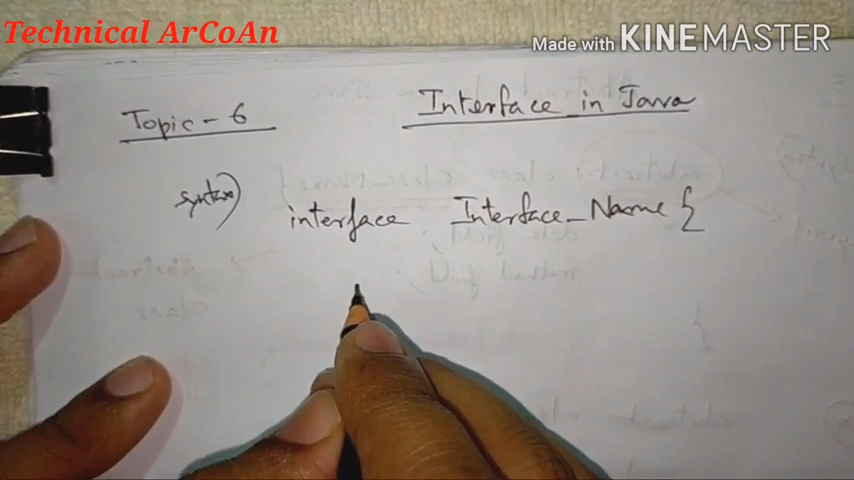 Technical ArCoAn
Made with KINEMASTER
Topic - 6
Interface in Java
syntax)
interface Interface_Name {